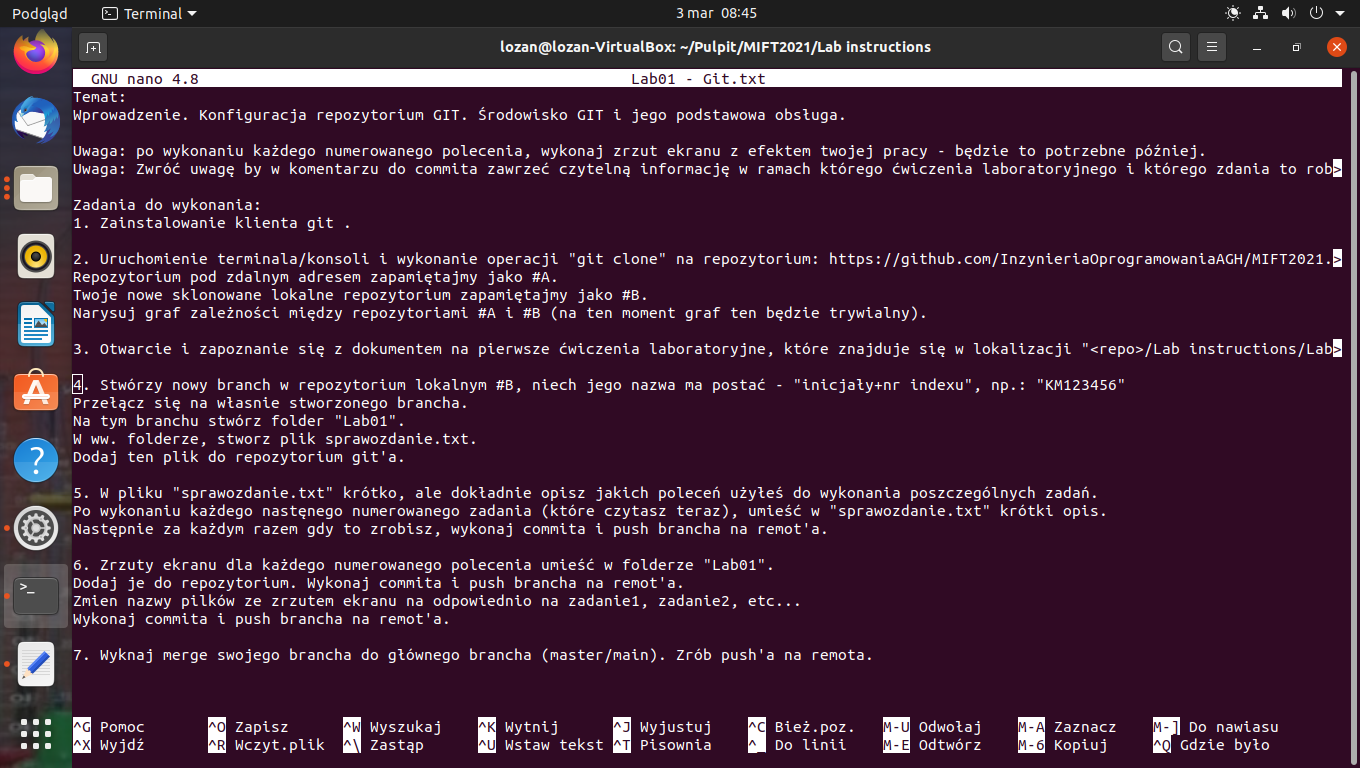 Podgląd Terminal 3 mar 08:45
lozan@lozan-VirtualBox: ~/Pulpit/MIFT2021/Lab instructions
GNU nano 4.8 Lab01 - Git.txt
Temat:
Wprowadzenie. Konfiguracja repozytorium GIT. Środowisko GIT i jego podstawowa obsługa.
Uwaga: po wykonaniu każdego numerowanego polecenia, wykonaj zrzut ekranu z efektem twojej pracy - będzie to potrzebne później.
Uwaga: Zwróć uwagę by w komentarzu do commita zawrzeć czytelną informację w ramach którego ćwiczenia laboratoryjnego i którego zdania to rob>
Zadania do wykonania:
1. Zainstalowanie klienta git .
2. Uruchomienie terminala/konsoli i wykonanie operacji "git clone" na repozytorium: https://github.com/InzynieriaOprogramowaniaAGH/MIFT2021.>
Repozytorium pod zdalnym adresem zapamiętajmy jako #A.
Twoje nowe sklonowane lokalne repozytorium zapamiętajmy jako #B.
Narysuj graf zależności między repozytoriami #A i #B (na ten moment graf ten będzie trywialny).
3. Otwarcie i zapoznanie się z dokumentem na pierwsze ćwiczenia laboratoryjne, które znajduje się w lokalizacji "<repo>/Lab instructions/Lab>
4. Stwórzy nowy branch w repozytorium lokalnym #B, niech jego nazwa ma postać - "inicjały+nr indexu", np.: "KM123456"
Przełącz się na własnie stworzonego brancha.
Na tym branchu stwórz folder "Lab01".
W ww. folderze, stworz plik sprawozdanie.txt.
Dodaj ten plik do repozytorium git'a.
5. W pliku "sprawozdanie.txt" krótko, ale dokładnie opisz jakich poleceń użyłeś do wykonania poszczególnych zadań.
Po wykonaniu każdego nastęnego numerowanego zadania (które czytasz teraz), umieść w "sprawozdanie.txt" krótki opis.
Następnie za każdym razem gdy to zrobisz, wykonaj commita i push brancha na remot'a.
6. Zrzuty ekranu dla każdego numerowanego polecenia umieść w folderze "Lab01".
Dodaj je do repozytorium. Wykonaj commita i push brancha na remot'a.
Zmien nazwy pilków ze zrzutem ekranu na odpowiednio na zadanie1, zadanie2, etc...
Wykonaj commita i push brancha na remot'a.
7. Wyknaj merge swojego brancha do głównego brancha (master/main). Zrób push'a na remota.
^G Pomoc ^O Zapisz ^W Wyszukaj ^K Wytnij ^J Wyjustuj ^C Bież.poz. M-U Odwołaj M-A Zaznacz M-] Do nawiasu
^X Wyjdź ^R Wczyt.plik ^\ Zastąp ^U Wstaw tekst ^T Pisownia ^_ Do linii M-E Odtwórz M-6 Kopiuj ^Q Gdzie było